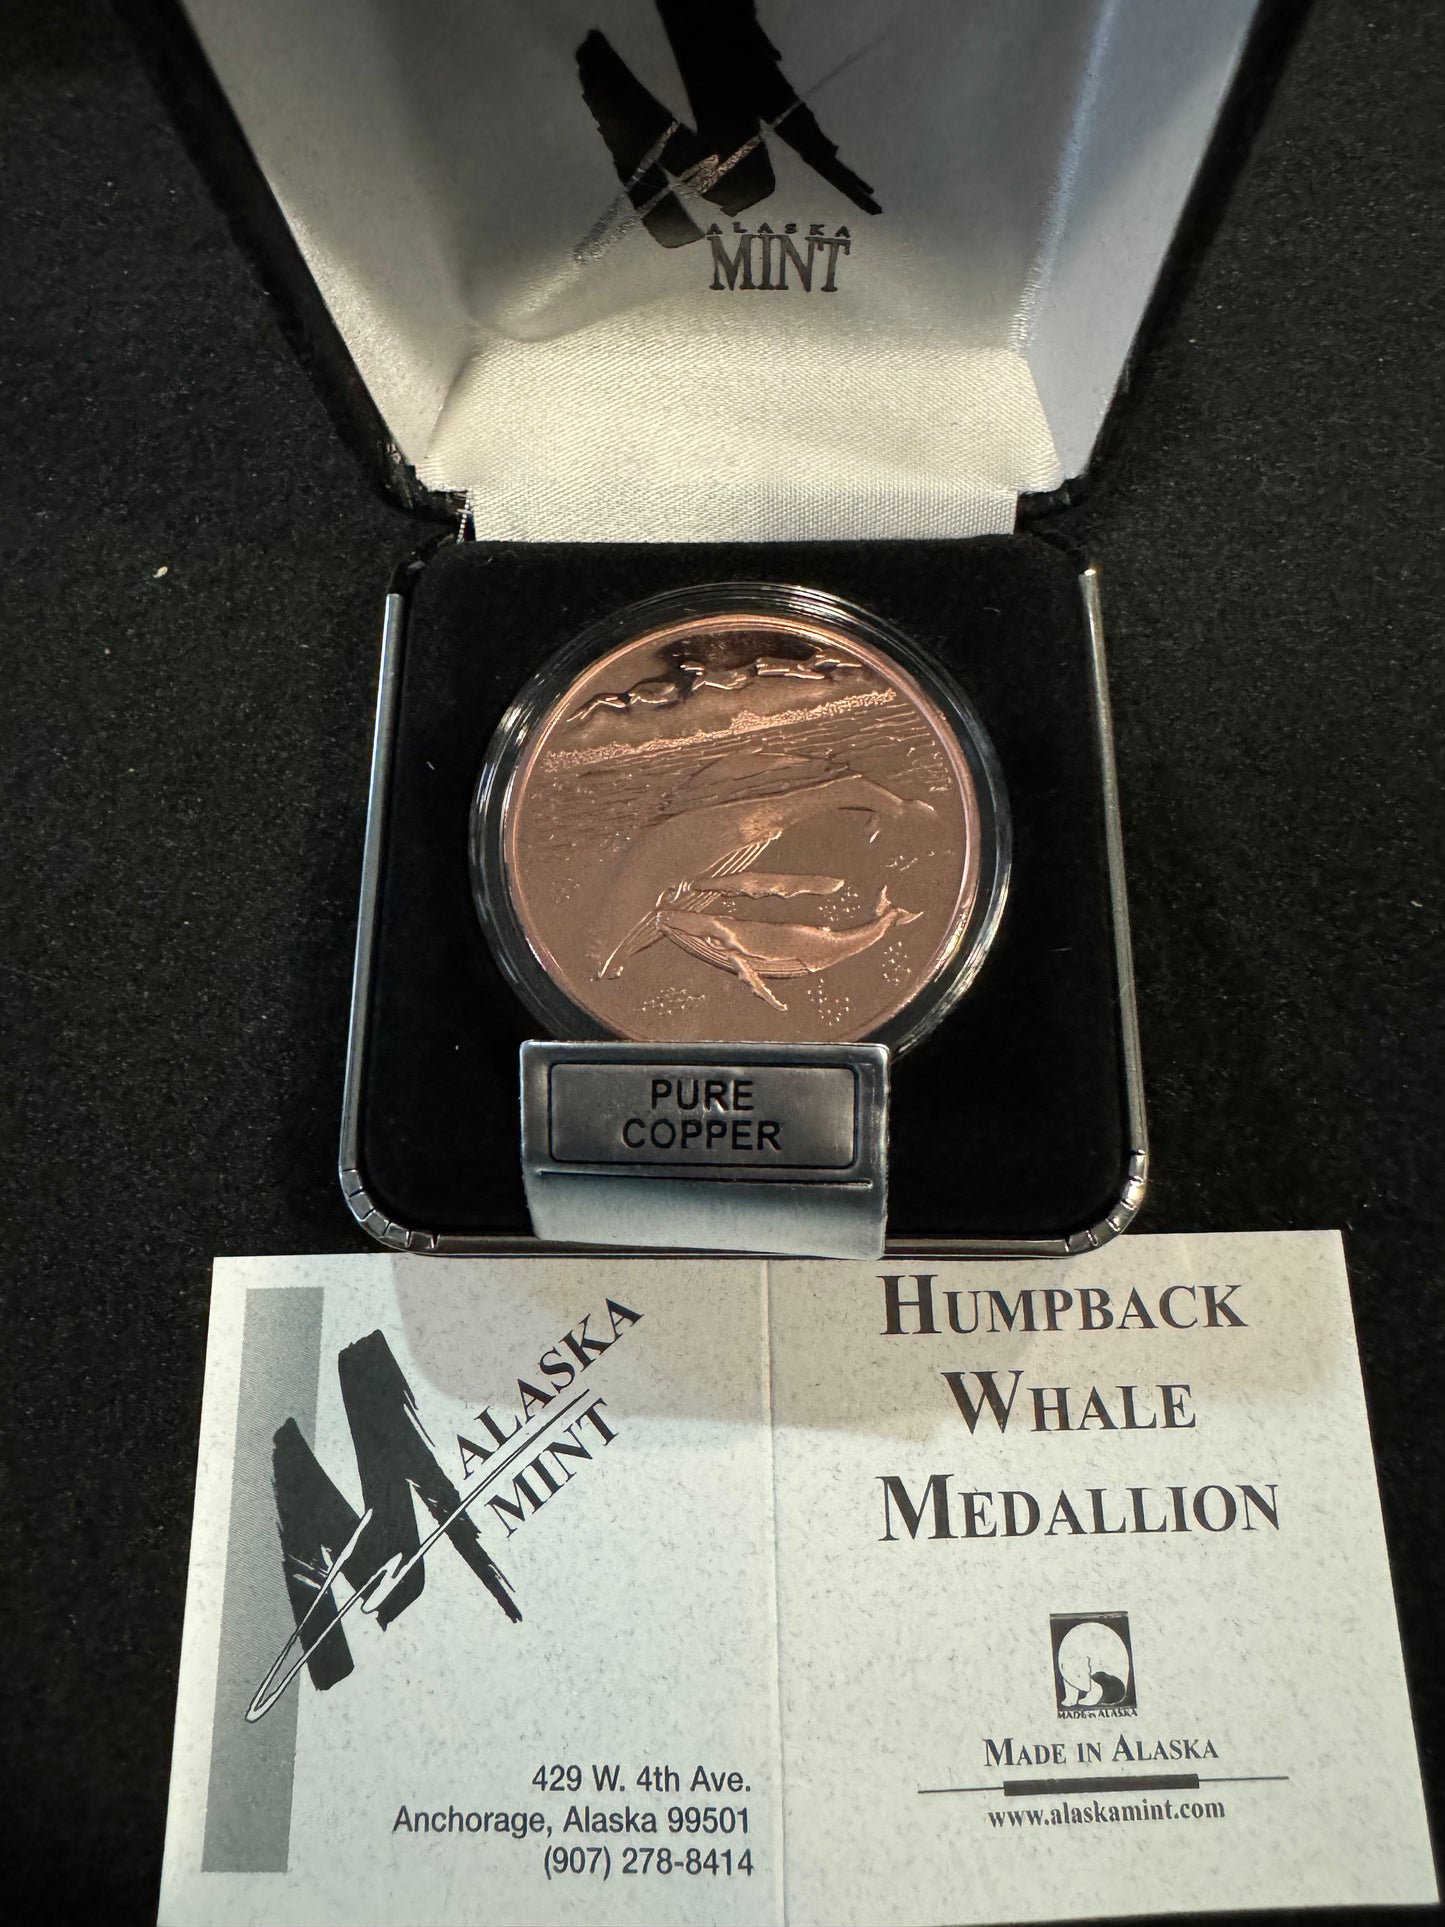 ALASKA
MINT
PURE
COPPER
ALASKA
MINT
429 W. 4th Ave.
Anchorage, Alaska 99501
(907) 278-8414
HUMPBACK
WHALE
MEDALLION
MADE in ALASKA
MADE IN ALASKA
www.alaskamint.com